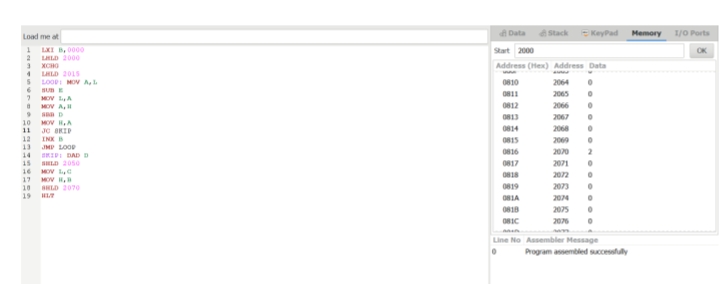 Load me at
Data Stack KeyPad Memory I/O Ports
Start 2000 OK
1 LXI B,0000
2 LHLD 2000
3 XCHG
4 LHLD 2015
5 LOOP: MOV A,L
6 SUB E
7 MOV L,A
8 MOV A,H
9 SBB D
10 MOV H,A
11 JC SKIP
12 INX B
13 JMP LOOP
14 SKIP: DAD D
15 SHLD 2050
16 MOV L,C
17 MOV H,B
18 SHLD 2070
19 HLT
Address (Hex) Address Data
0810 2064 0
0811 2065 0
0812 2066 0
0813 2067 0
0814 2068 0
0815 2069 0
0816 2070 2
0817 2071 0
0818 2072 0
0819 2073 0
081A 2074 0
081B 2075 0
081C 2076 0
Line No Assembler Message
0 Program assembled successfully